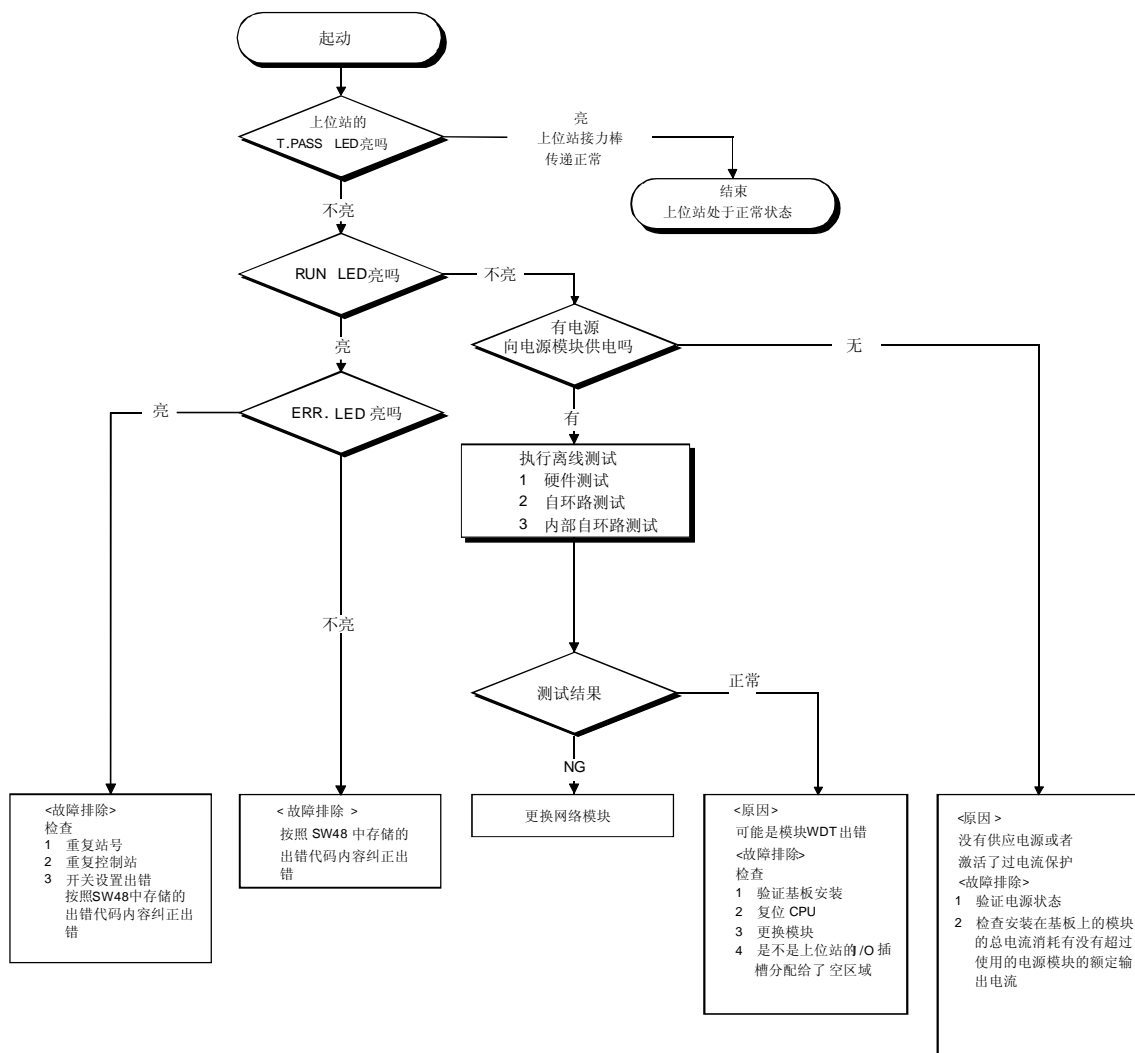 起动
上位站的
T.PASS LED亮吗
亮
上位站接力棒
传递正常
结束
上位站处于正常状态
不亮
RUN LED亮吗
不亮
有电源
向电源模块供电吗
无
亮
ERR. LED 亮吗
亮
有
执行离线测试
1 硬件测试
2 自环路测试
3 内部自环路测试
不亮
测试结果
正常
NG
<故障排除>
检查
1 重复站号
2 重复控制站
3 开关设置出错
按照SW48中存储的
出错代码内容纠正出
错
< 故障排除 >
按照 SW48 中存储的
出错代码内容纠正出
错
更换网络模块
<原因>
可能是模块WDT 出错
<故障排除>
检查
1 验证基板安装
2 复位 CPU
3 更换模块
4 是不是上位站的I/O 插
槽分配给了 空区域
<原因 >
没有供应电源或者
激活了过电流保护
<故障排除>
1 验证电源状态
2 检查安装在基板上的模块
的总电流消耗有没有超过
使用的电源模块的额定输
出电流